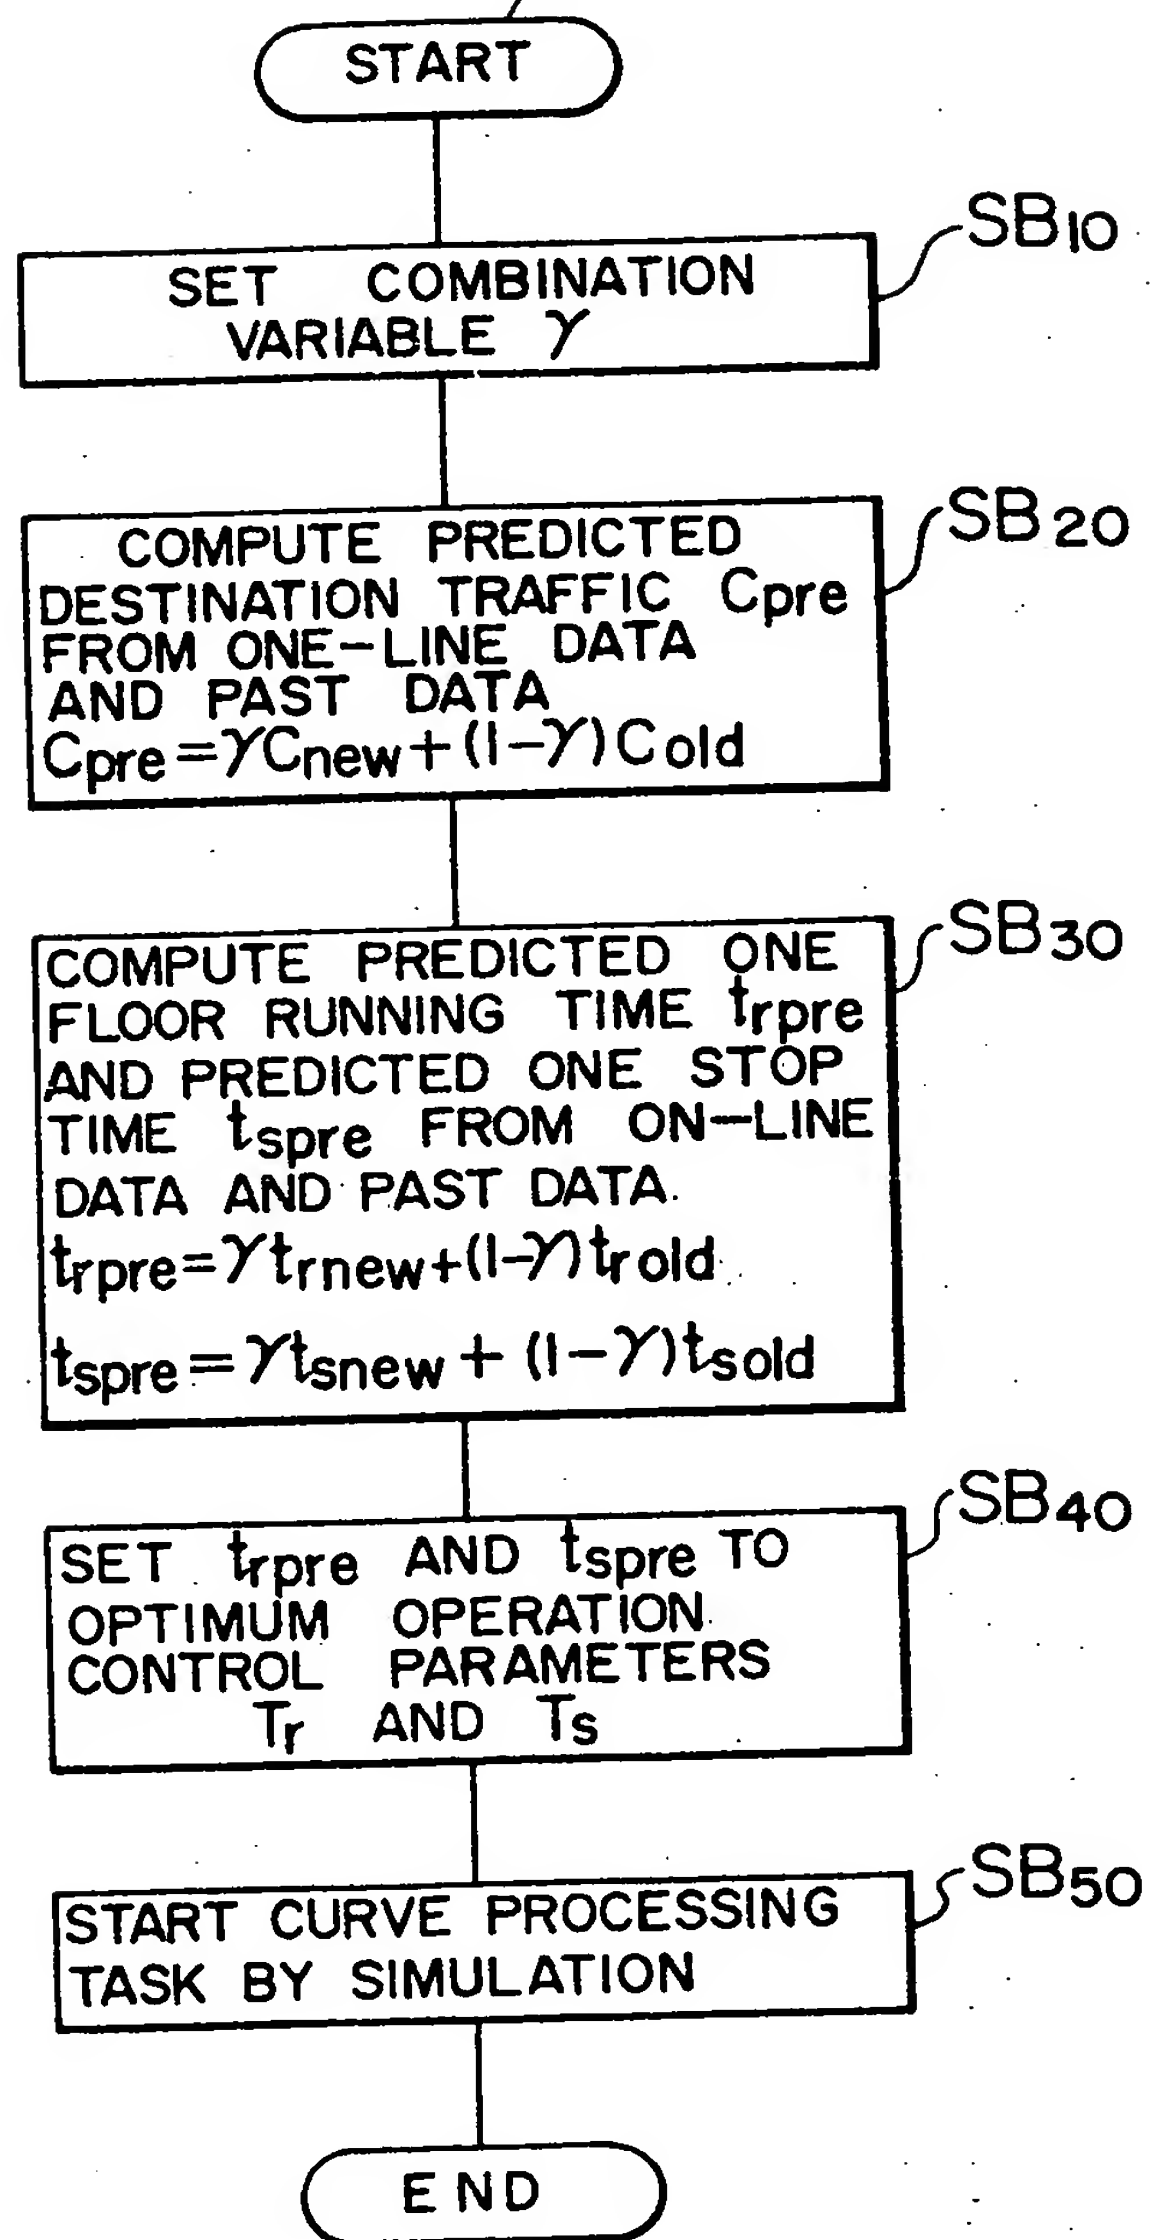 START
SB10
SET COMBINATION
VARIABLE γ
SB20
COMPUTE PREDICTED
DESTINATION TRAFFIC Cpre
FROM ONE-LINE DATA
AND PAST DATA
Cpre=γCnew+(1-γ)Cold
SB30
COMPUTE PREDICTED ONE
FLOOR RUNNING TIME trpre
AND PREDICTED ONE STOP
TIME tspre FROM ON-LINE
DATA AND PAST DATA.
trpre=γtrnew+(1-γ)trold
tspre=γtsnew+(1-γ)tsold
SB40
SET trpre AND tspre TO
OPTIMUM OPERATION
CONTROL PARAMETERS
Tr AND Ts
SB50
START CURVE PROCESSING
TASK BY SIMULATION
END